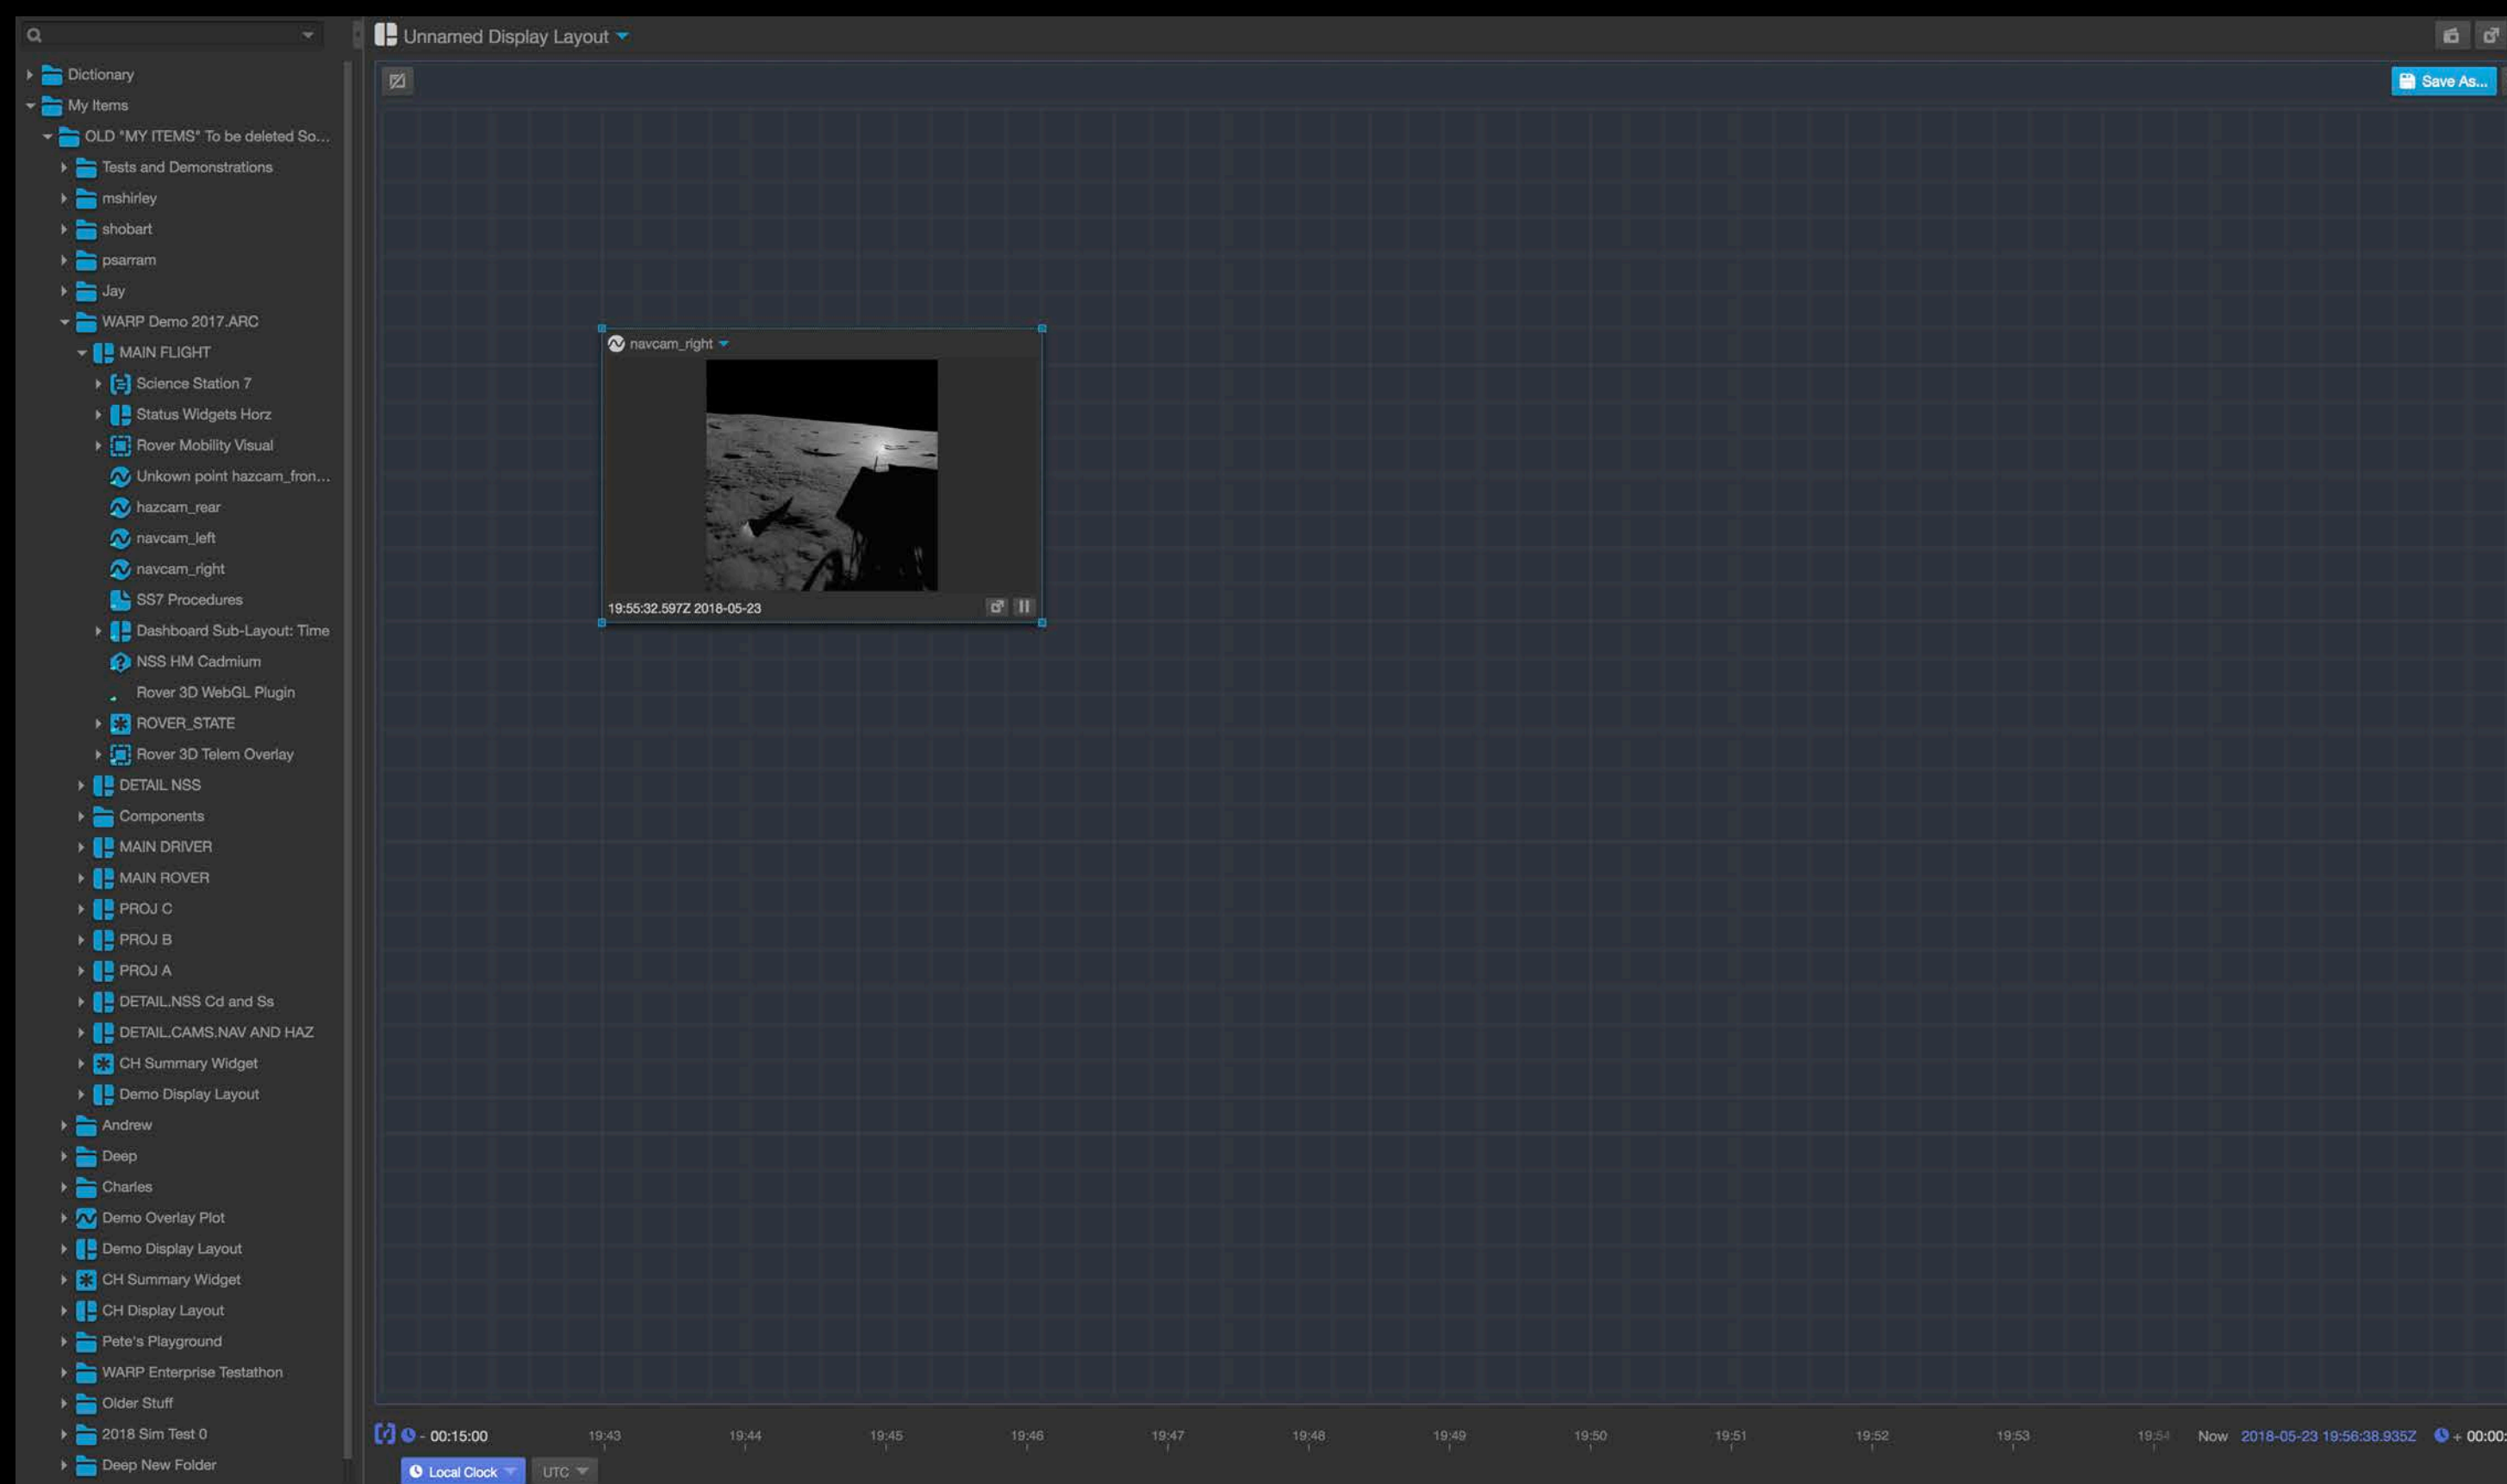 Unnamed Display Layout
Save As...
Dictionary
My Items
OLD "MY ITEMS" To be deleted So...
Tests and Demonstrations
mshirley
shobart
psarram
Jay
WARP Demo 2017.ARC
MAIN FLIGHT
Science Station 7
Status Widgets Horz
Rover Mobility Visual
Unkown point hazcam_fron...
hazcam_rear
navcam_left
navcam_right
SS7 Procedures
Dashboard Sub-Layout: Time
NSS HM Cadmium
Rover 3D WebGL Plugin
ROVER_STATE
Rover 3D Telem Overlay
DETAIL NSS
Components
MAIN DRIVER
MAIN ROVER
PROJ C
PROJ B
PROJ A
DETAIL.NSS Cd and Ss
DETAIL.CAMS.NAV AND HAZ
CH Summary Widget
Demo Display Layout
Andrew
Deep
Charles
Demo Overlay Plot
Demo Display Layout
CH Summary Widget
CH Display Layout
Pete's Playground
WARP Enterprise Testathon
Older Stuff
2018 Sim Test 0
Deep New Folder
navcam_right
19:55:32.597Z 2018-05-23
- 00:15:00 19:43 19:44 19:45 19:46 19:47 19:48 19:49 19:50 19:51 19:52 19:53 19:54 Now 2018-05-23 19:56:38.935Z + 00:00:
Local Clock UTC